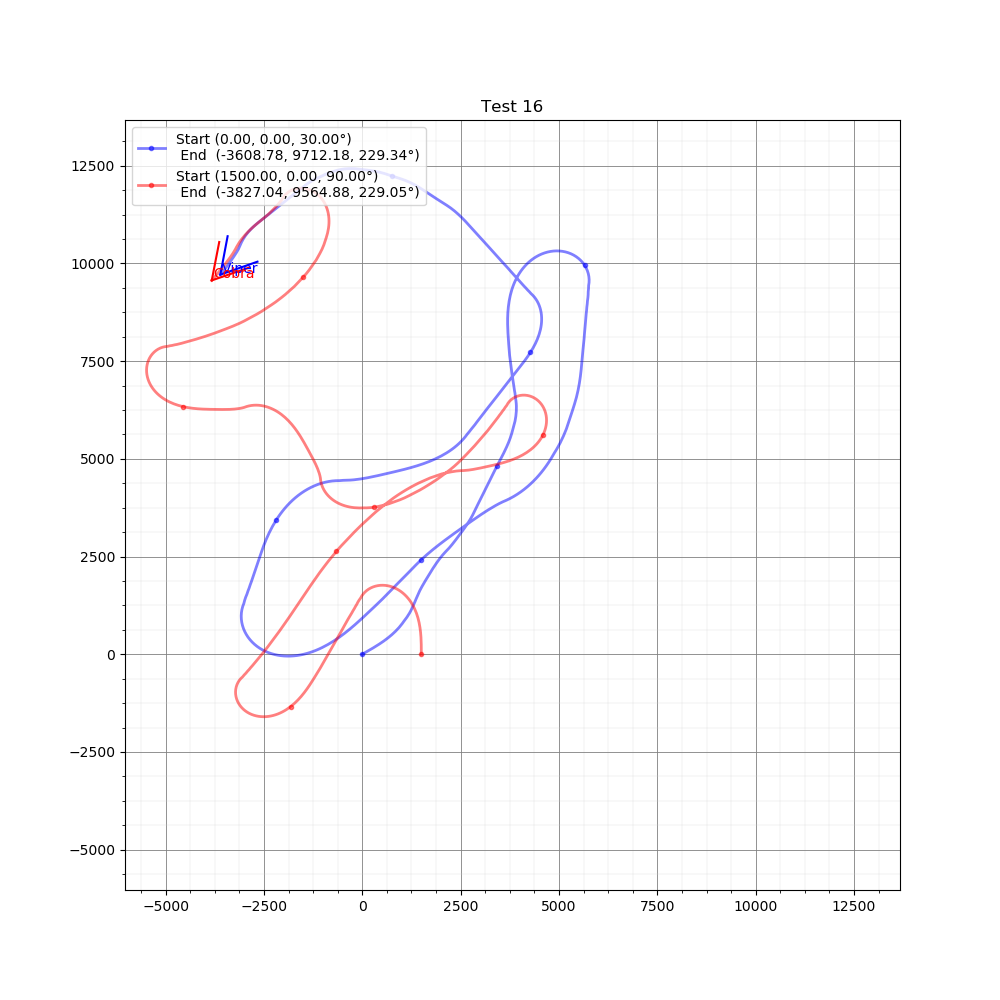 Test 16
Start (0.00, 0.00, 30.00°)
End (-3608.78, 9712.18, 229.34°)
Start (1500.00, 0.00, 90.00°)
End (-3827.04, 9564.88, 229.05°)
12500
10000
7500
5000
2500
0
−2500
−5000
Viper
Cobra
−5000 −2500 0 2500 5000 7500 10000 12500